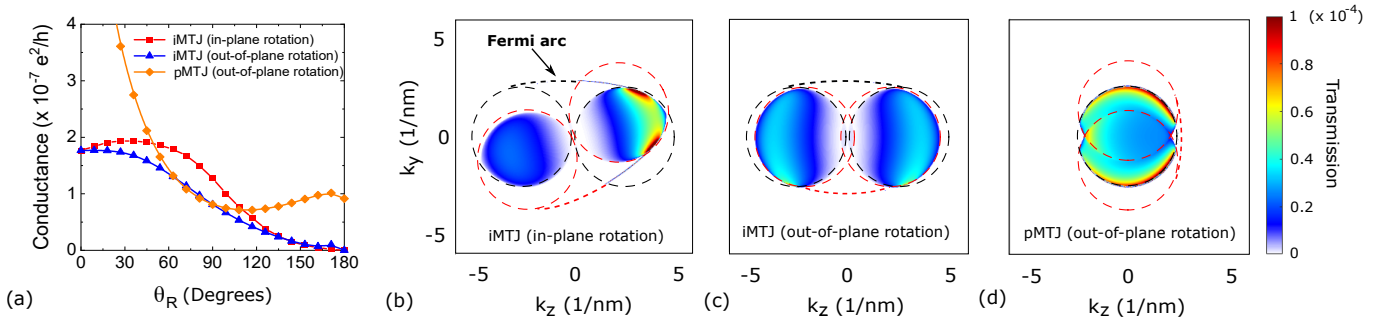 4
3
2
1
0
Conductance (x 10⁻⁷ e²/h)
iMTJ (in-plane rotation)
iMTJ (out-of-plane rotation)
pMTJ (out-of-plane rotation)
0 30 60 90 120 150 180
θ_R (Degrees)
(a)
5
0
-5
k_y (1/nm)
Fermi arc
iMTJ (in-plane rotation)
-5 0 5
k_z (1/nm)
(b)
iMTJ (out-of-plane rotation)
-5 0 5
k_z (1/nm)
(c)
pMTJ (out-of-plane rotation)
-5 0 5
k_z (1/nm)
(d)
1 (x 10⁻⁴)
0.8
0.6
0.4
0.2
0
Transmission